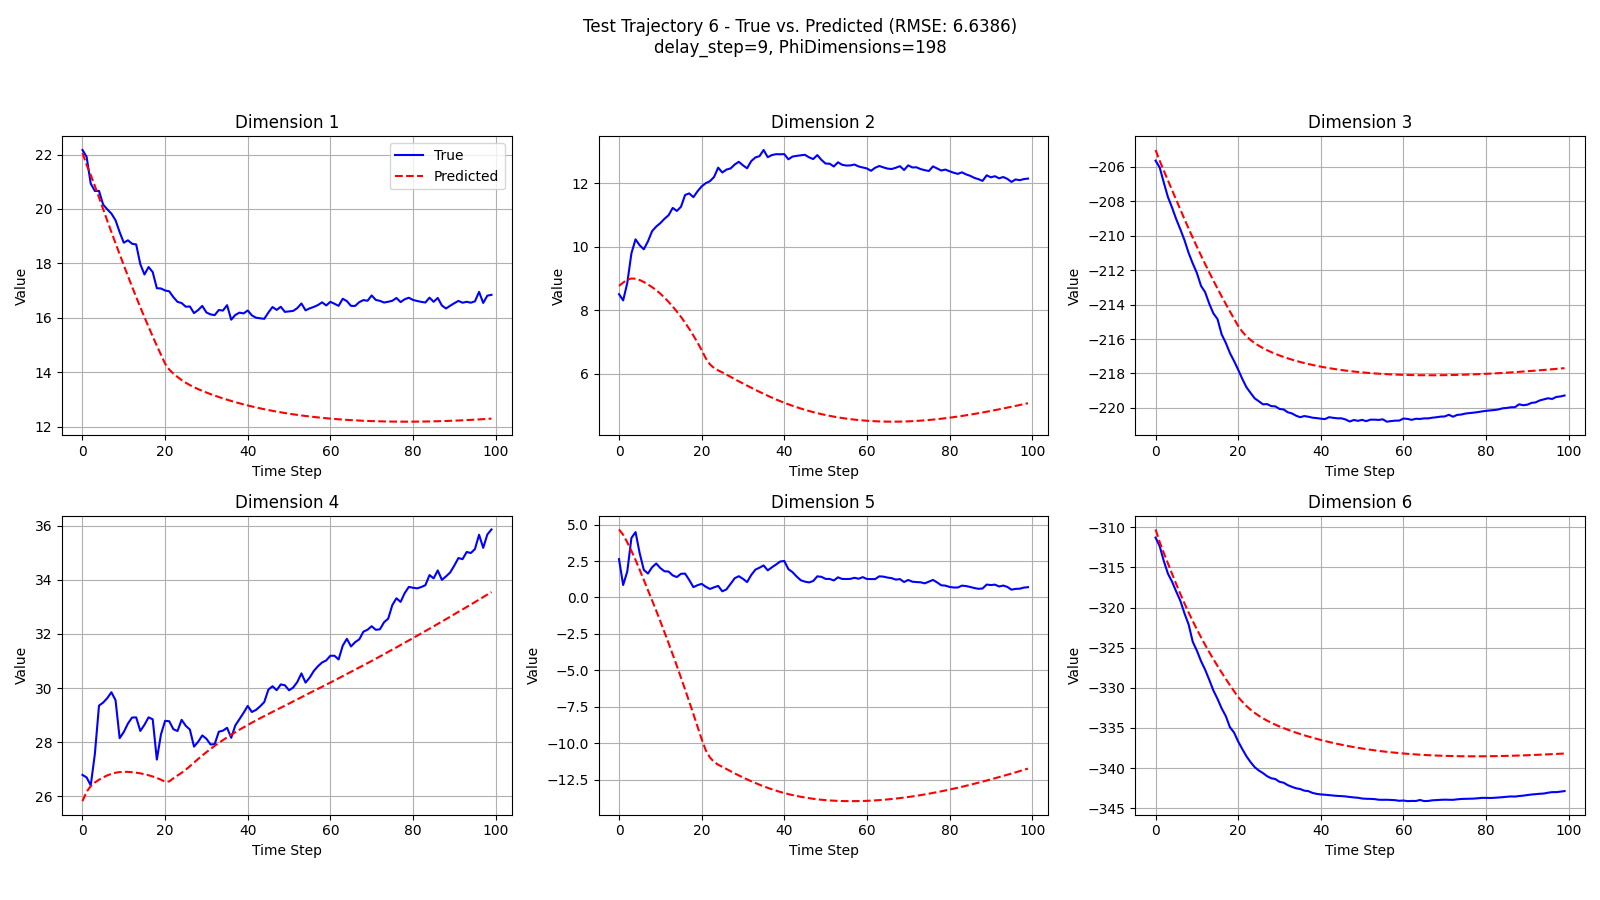 Test Trajectory 6 - True vs. Predicted (RMSE: 6.6386)
delay_step=9, PhiDimensions=198
Dimension 1
True
Predicted
Value
22
20
18
16
14
12
0 20 40 60 80 100
Time Step
Dimension 2
Value
12
10
8
6
0 20 40 60 80 100
Time Step
Dimension 3
Value
−206
−208
−210
−212
−214
−216
−218
−220
0 20 40 60 80 100
Time Step
Dimension 4
Value
36
34
32
30
28
26
0 20 40 60 80 100
Time Step
Dimension 5
Value
5.0
2.5
0.0
−2.5
−5.0
−7.5
−10.0
−12.5
0 20 40 60 80 100
Time Step
Dimension 6
Value
−310
−315
−320
−325
−330
−335
−340
−345
0 20 40 60 80 100
Time Step